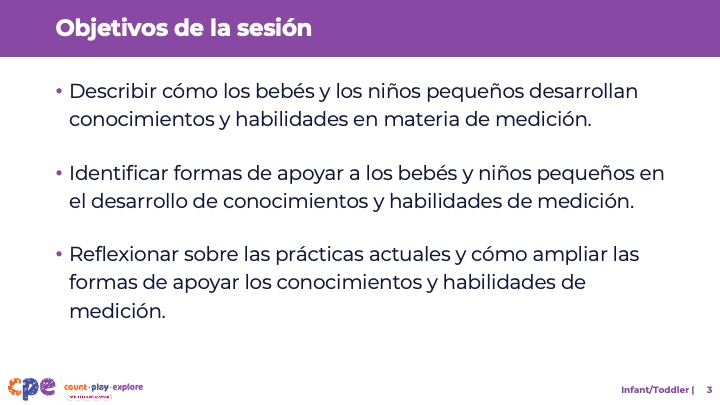 Objetivos de la sesión
• Describir cómo los bebés y los niños pequeños desarrollan
conocimientos y habilidades en materia de medición.
• Identificar formas de apoyar a los bebés y niños pequeños en
el desarrollo de conocimientos y habilidades de medición.
• Reflexionar sobre las prácticas actuales y cómo ampliar las
formas de apoyar los conocimientos y habilidades de
medición.
cpe count·play·explore
Infant/Toddler | 3